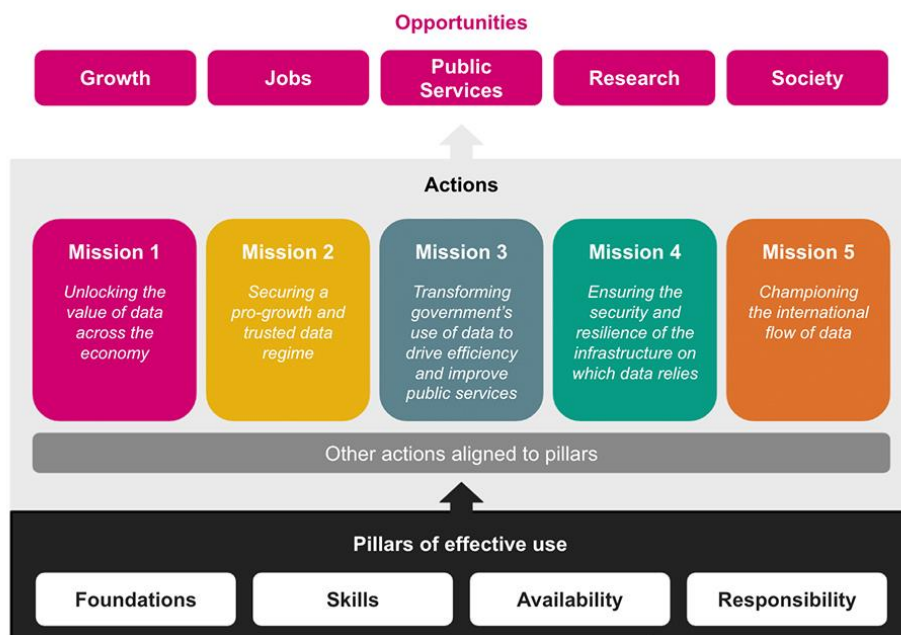 Opportunities
Growth
Jobs
Public
Services
Research
Society
Actions
Mission 1
Unlocking the
value of data
across the
economy
Mission 2
Securing a
pro-growth and
trusted data
regime
Mission 3
Transforming
government’s
use of data to
drive efficiency
and improve
public services
Mission 4
Ensuring the
security and
resilience of the
infrastructure on
which data relies
Mission 5
Championing
the international
flow of data
Other actions aligned to pillars
Pillars of effective use
Foundations
Skills
Availability
Responsibility